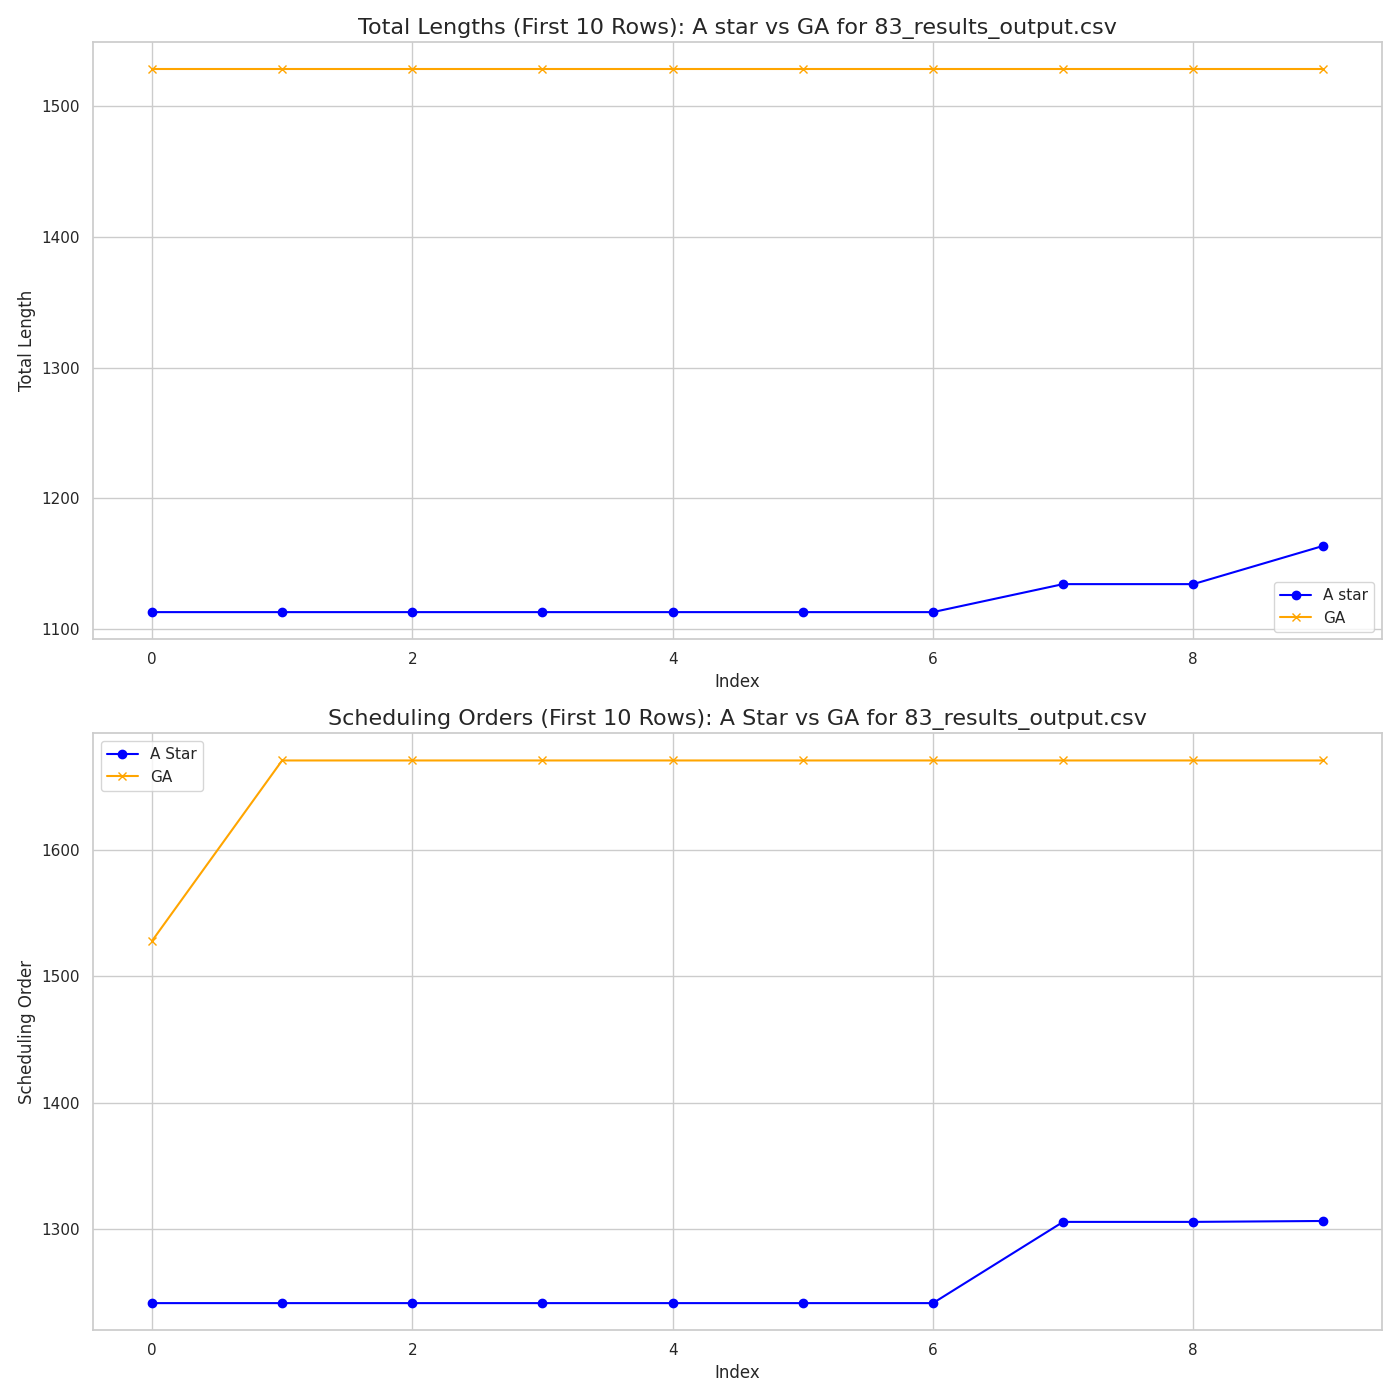 Total Lengths (First 10 Rows): A star vs GA for 83_results_output.csv
1500
1400
1300
1200
1100
Total Length
0 2 4 6 8
Index
A star
GA
Scheduling Orders (First 10 Rows): A Star vs GA for 83_results_output.csv
A Star
GA
1600
1500
1400
1300
Scheduling Order
0 2 4 6 8
Index